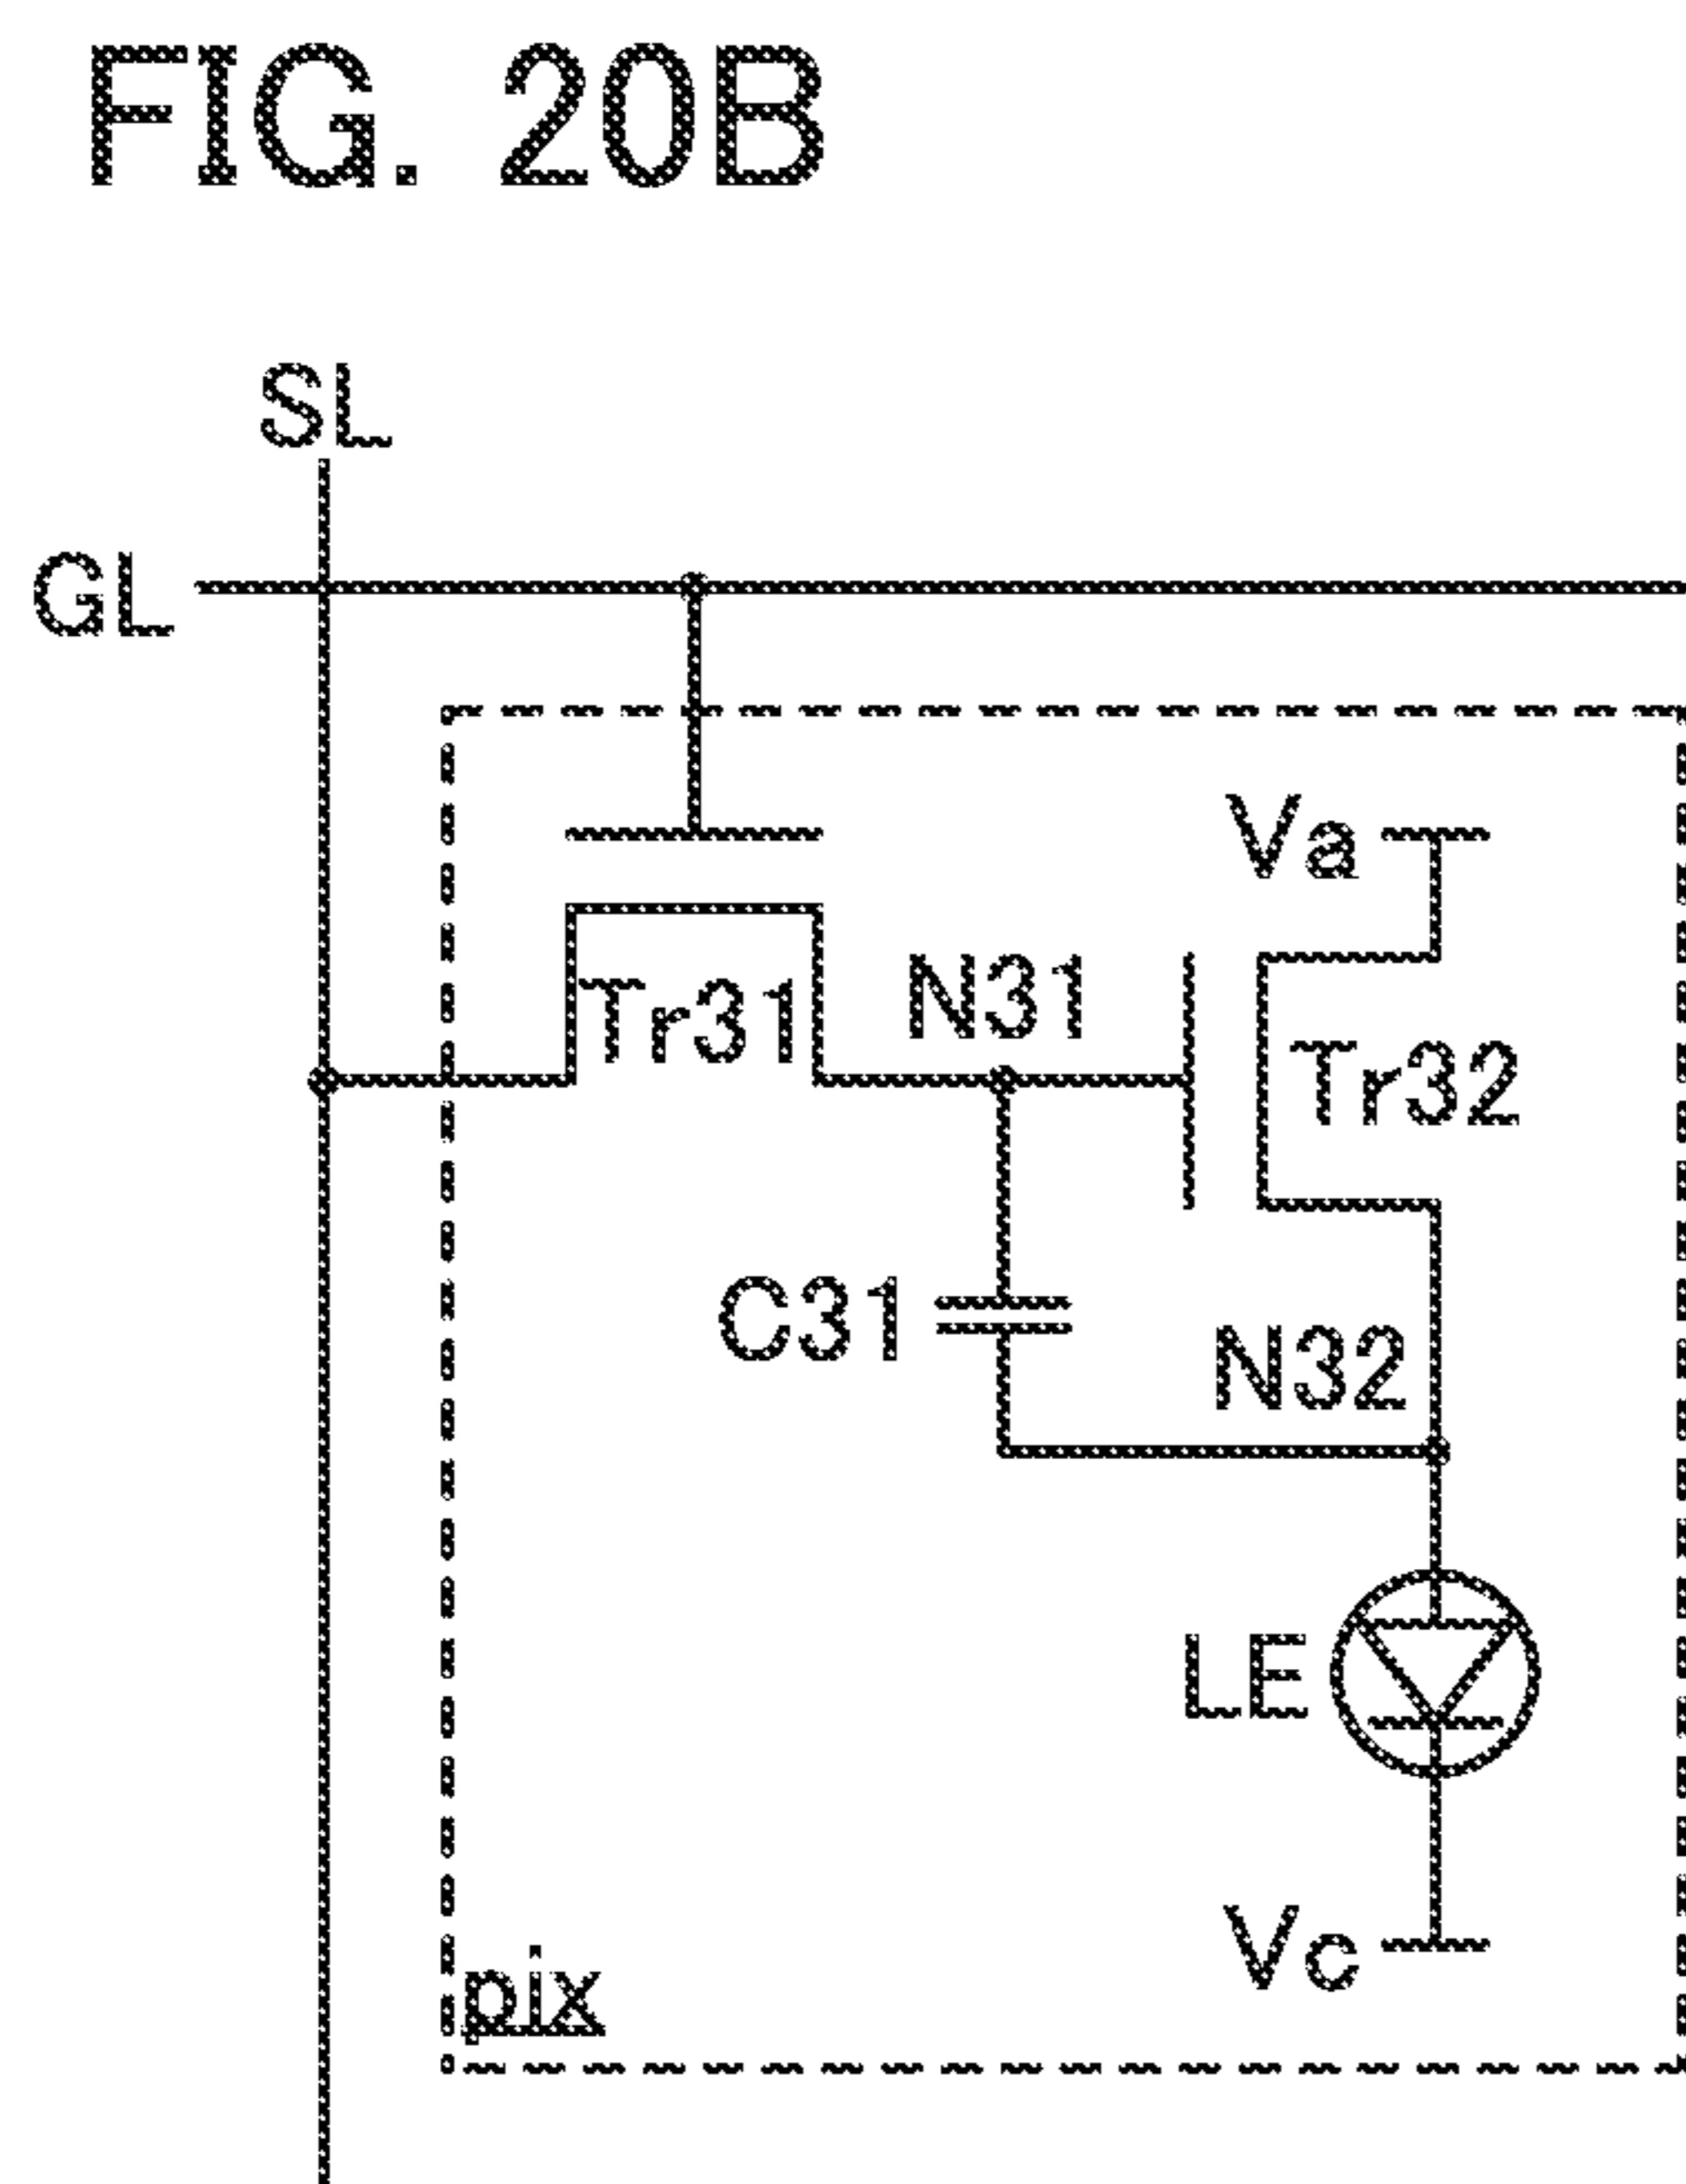 FIG. 20B
SL
GL
Va
Tr31
N31
Tr32
C31
N32
LE
Vc
pix